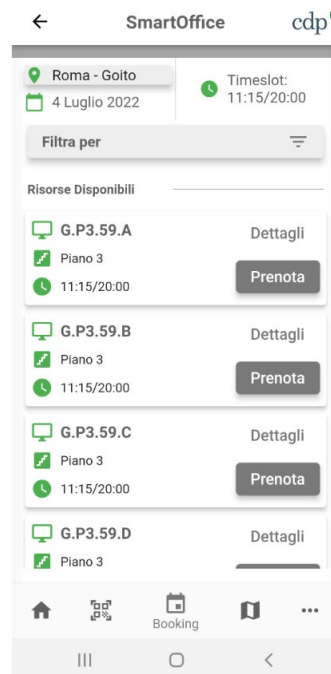 SmartOffice
cdp
Roma - Goito
4 Luglio 2022
Timeslot:
11:15/20:00
Filtra per
Risorse Disponibili
G.P3.59.A
Dettagli
Piano 3
Prenota
11:15/20:00
G.P3.59.B
Dettagli
Piano 3
Prenota
11:15/20:00
G.P3.59.C
Dettagli
Piano 3
Prenota
11:15/20:00
G.P3.59.D
Dettagli
Piano 3
Booking